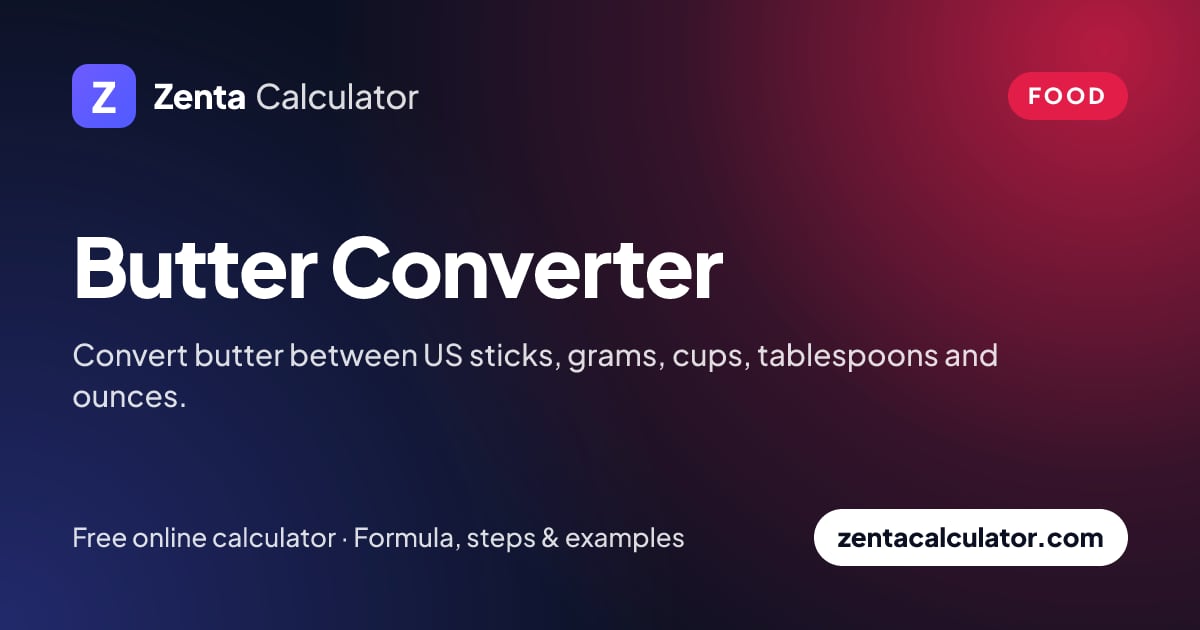 Z
Zenta Calculator
FOOD
Butter Converter
Convert butter between US sticks, grams, cups, tablespoons and
ounces.
Free online calculator · Formula, steps & examples
zentacalculator.com